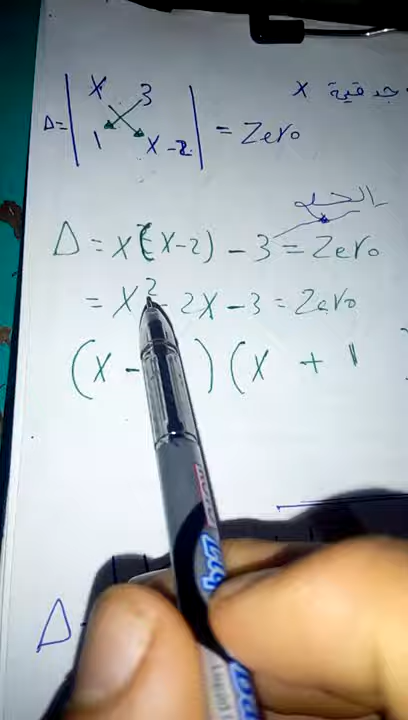 جد قيمة X
Δ = | X 3 | = Zero
| 1 X - 2 |
الحل
Δ = X (X-2) - 3 = Zero
= X² - 2X - 3 = Zero
(X - ) (X + 1
Δ